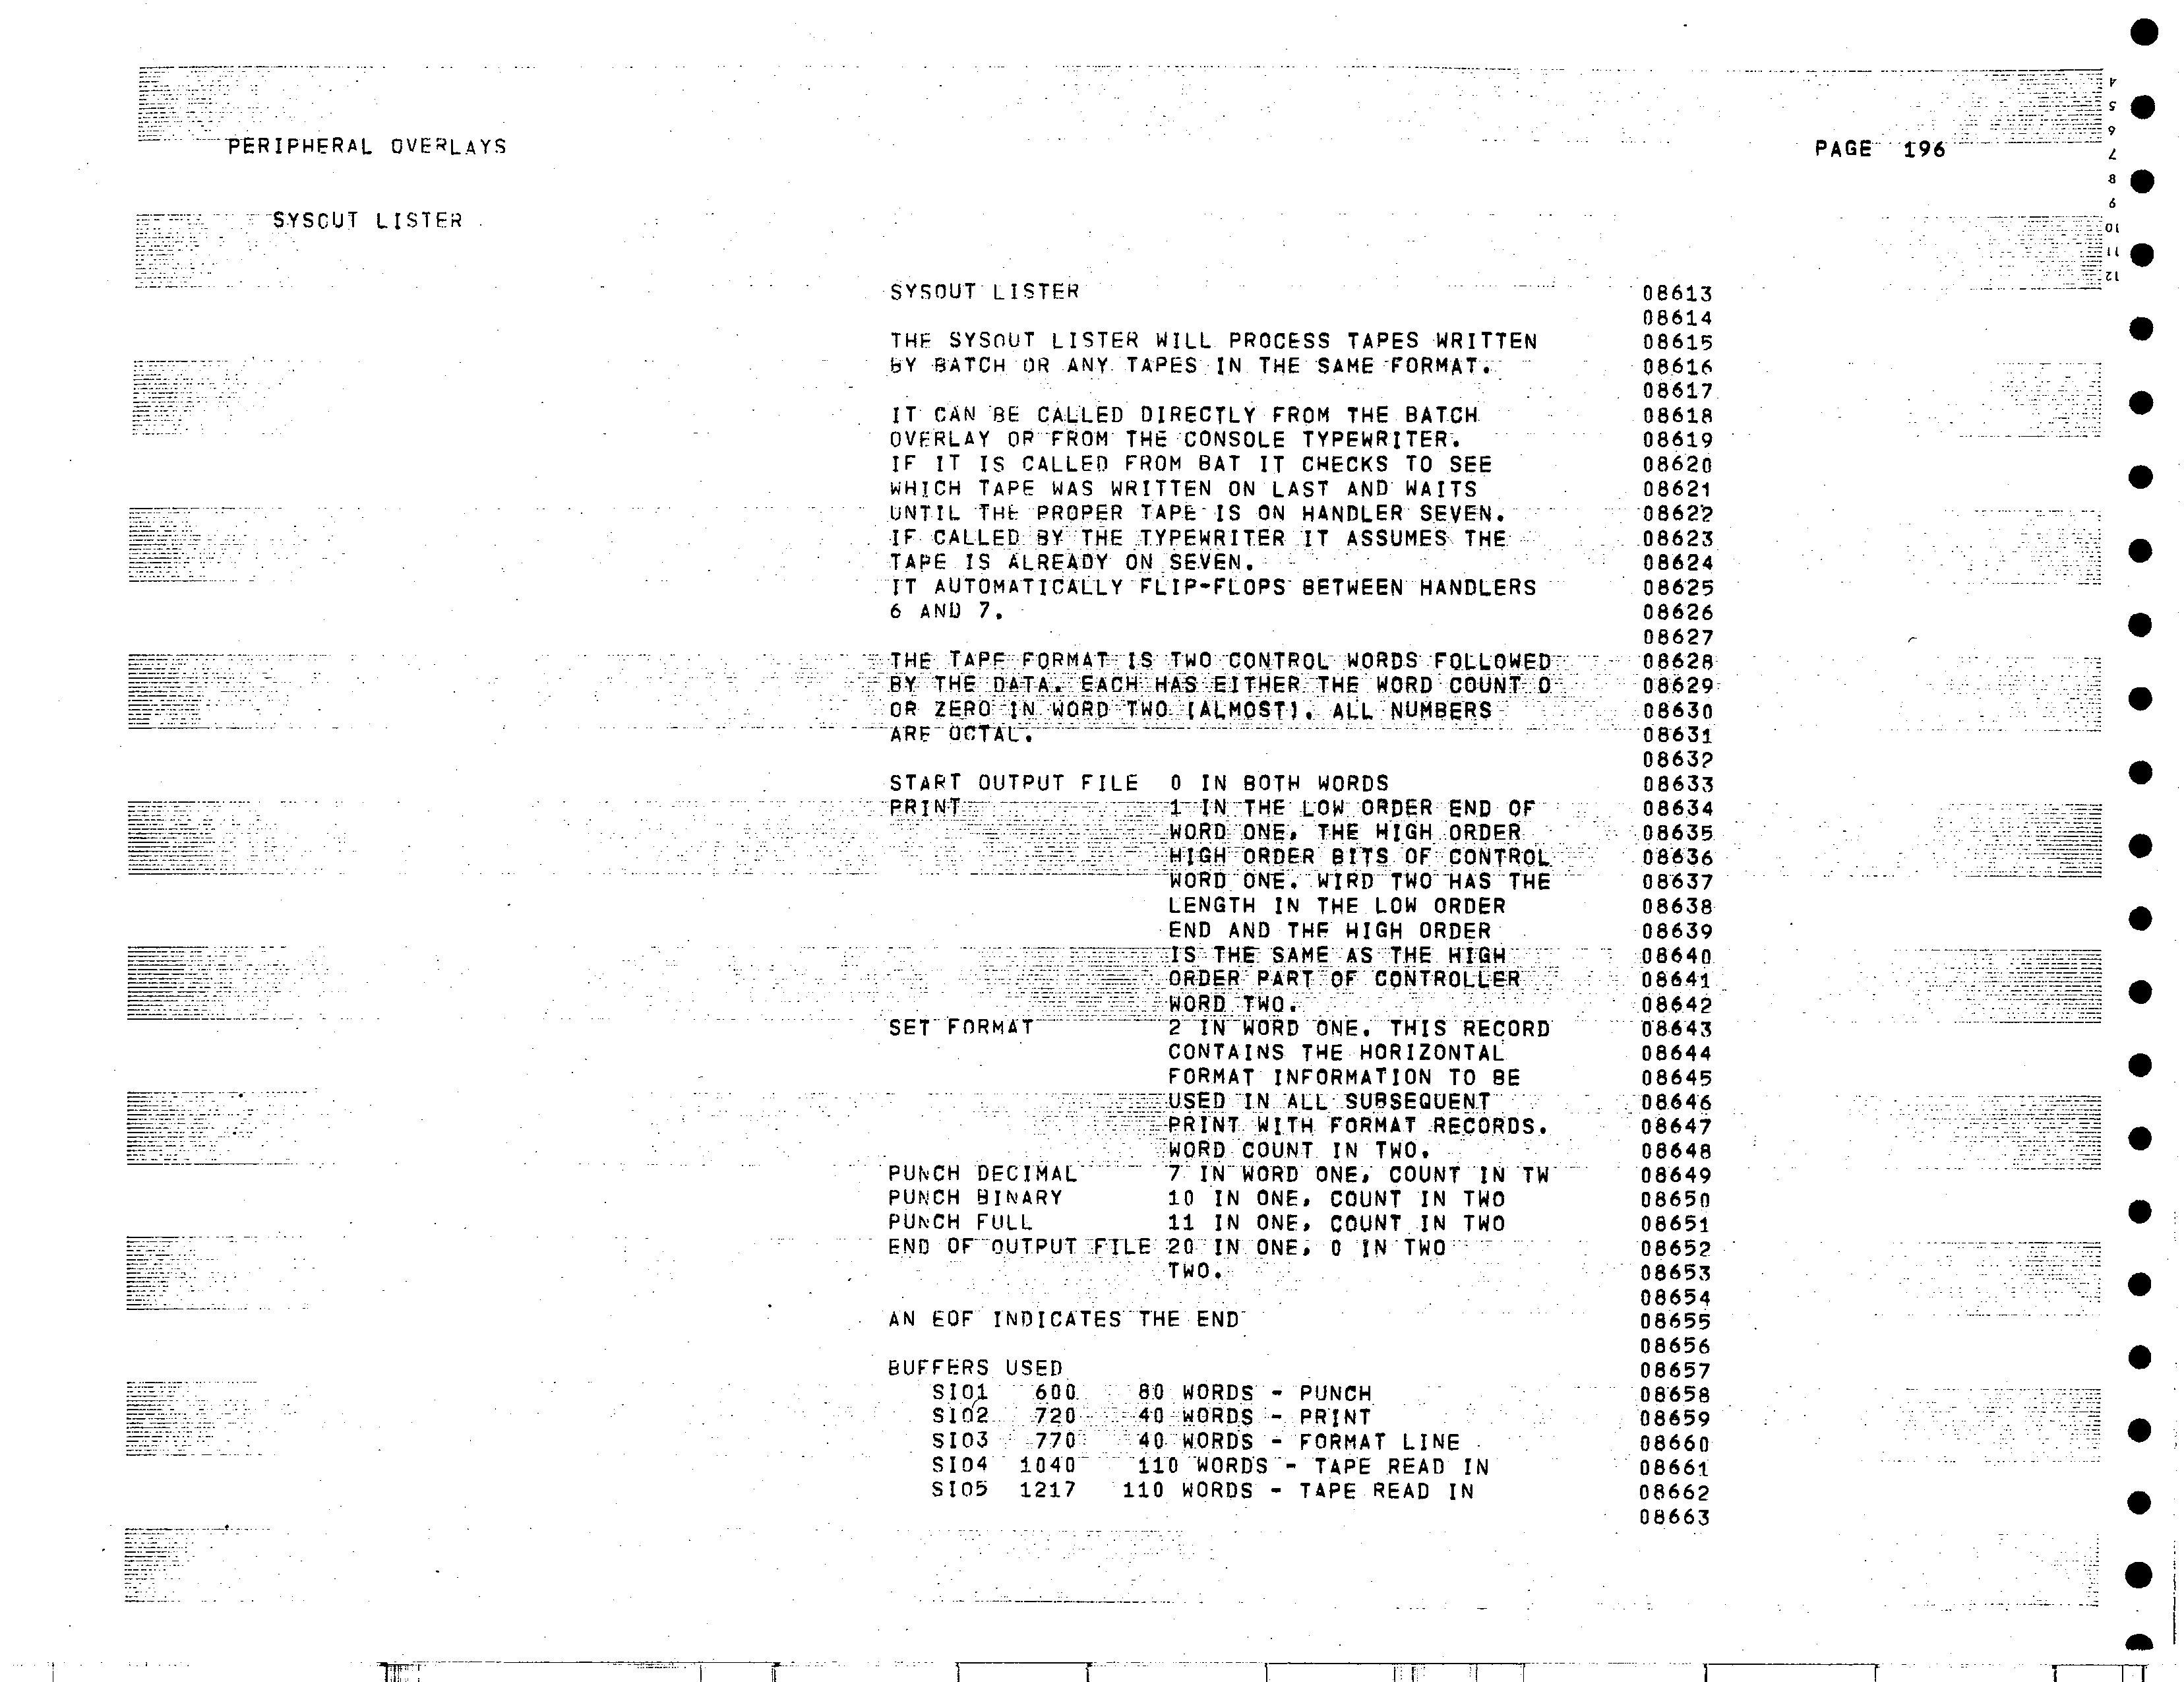 PERIPHERAL OVERLAYS PAGE 196
SYSOUT LISTER
SYSOUT LISTER 08613
08614
THE SYSOUT LISTER WILL PROCESS TAPES WRITTEN 08615
BY BATCH OR ANY TAPES IN THE SAME FORMAT. 08616
08617
IT CAN BE CALLED DIRECTLY FROM THE BATCH 08618
OVERLAY OR FROM THE CONSOLE TYPEWRITER. 08619
IF IT IS CALLED FROM BAT IT CHECKS TO SEE 08620
WHICH TAPE WAS WRITTEN ON LAST AND WAITS 08621
UNTIL THE PROPER TAPE IS ON HANDLER SEVEN. 08622
IF CALLED BY THE TYPEWRITER IT ASSUMES THE 08623
TAPE IS ALREADY ON SEVEN. 08624
IT AUTOMATICALLY FLIP-FLOPS BETWEEN HANDLERS 08625
6 AND 7. 08626
08627
THE TAPE FORMAT IS TWO CONTROL WORDS FOLLOWED 08628
BY THE DATA. EACH HAS EITHER THE WORD COUNT O 08629
OR ZERO IN WORD TWO (ALMOST). ALL NUMBERS 08630
ARE OCTAL. 08631
08632
START OUTPUT FILE 0 IN BOTH WORDS 08633
PRINT 1 IN THE LOW ORDER END OF 08634
WORD ONE. THE HIGH ORDER 08635
HIGH ORDER BITS OF CONTROL 08636
WORD ONE. WIRD TWO HAS THE 08637
LENGTH IN THE LOW ORDER 08638
END AND THE HIGH ORDER 08639
IS THE SAME AS THE HIGH 08640
ORDER PART OF CONTROLLER 08641
WORD TWO. 08642
SET FORMAT 2 IN WORD ONE. THIS RECORD 08643
CONTAINS THE HORIZONTAL 08644
FORMAT INFORMATION TO BE 08645
USED IN ALL SUBSEQUENT 08646
PRINT WITH FORMAT RECORDS. 08647
WORD COUNT IN TWO. 08648
PUNCH DECIMAL 7 IN WORD ONE, COUNT IN TW 08649
PUNCH BINARY 10 IN ONE, COUNT IN TWO 08650
PUNCH FULL 11 IN ONE, COUNT IN TWO 08651
END OF OUTPUT FILE 20 IN ONE, 0 IN TWO 08652
TWO. 08653
08654
AN EOF INDICATES THE END 08655
08656
BUFFERS USED 08657
SIO1 600 80 WORDS - PUNCH 08658
SIO2 720 40 WORDS - PRINT 08659
SIO3 770 40 WORDS - FORMAT LINE 08660
SIO4 1040 110 WORDS - TAPE READ IN 08661
SIO5 1217 110 WORDS - TAPE READ IN 08662
08663
4
5
6
7
8
9
10
11
12